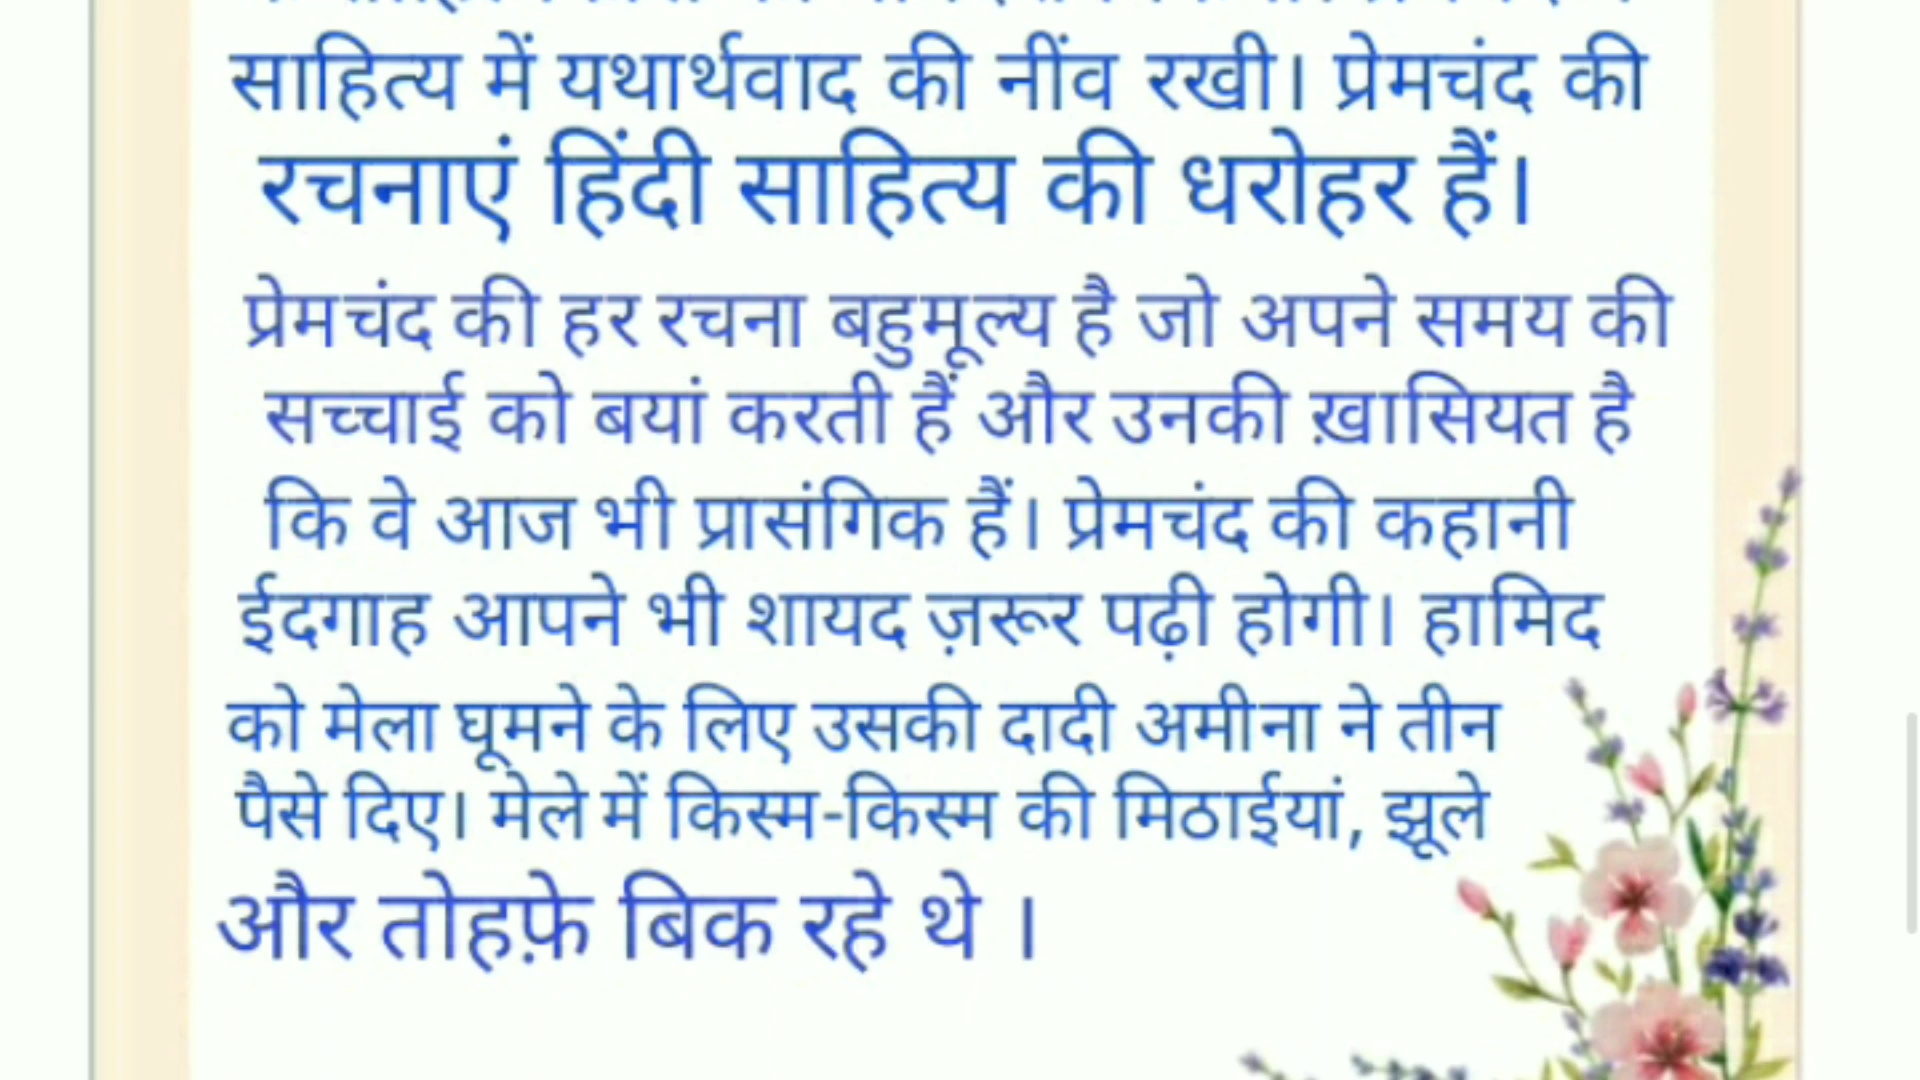 साहित्य में यथार्थवाद की नींव रखी। प्रेमचंद की
रचनाएं हिंदी साहित्य की धरोहर हैं।
प्रेमचंद की हर रचना बहुमूल्य है जो अपने समय की
सच्चाई को बयां करती हैं और उनकी ख़ासियत है
कि वे आज भी प्रासंगिक हैं। प्रेमचंद की कहानी
ईदगाह आपने भी शायद ज़रूर पढ़ी होगी। हामिद
को मेला घूमने के लिए उसकी दादी अमीना ने तीन
पैसे दिए। मेले में किस्म-किस्म की मिठाईयां, झूले
और तोहफ़े बिक रहे थे ।